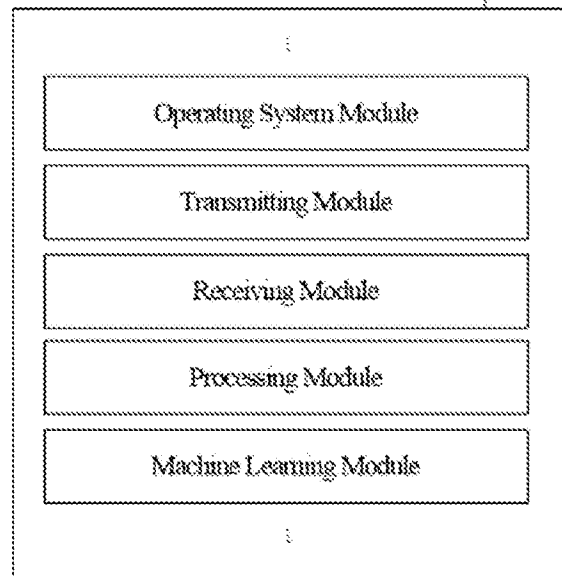 Operating System Module
Transmitting Module
Receiving Module
Processing Module
Machine Learning Module